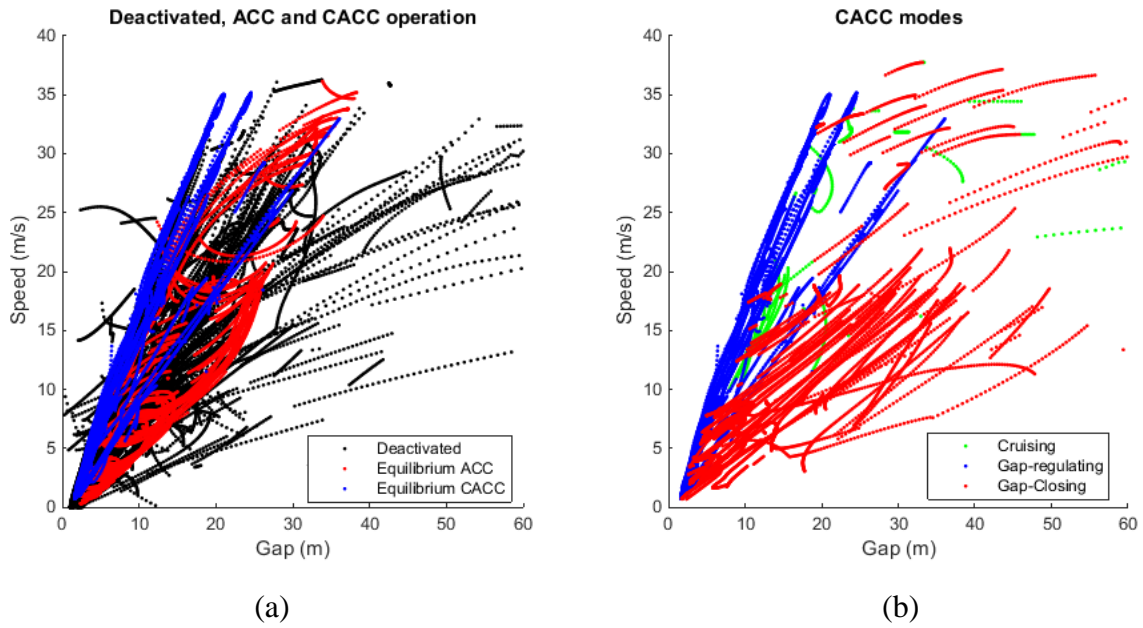 Deactivated, ACC and CACC operation
40
35
30
25
20
15
10
5
0
Speed (m/s)
0 10 20 30 40 50 60
Gap (m)
Deactivated
Equilibrium ACC
Equilibrium CACC
(a)
CACC modes
40
35
30
25
20
15
10
5
0
Speed (m/s)
0 10 20 30 40 50 60
Gap (m)
Cruising
Gap-regulating
Gap-Closing
(b)